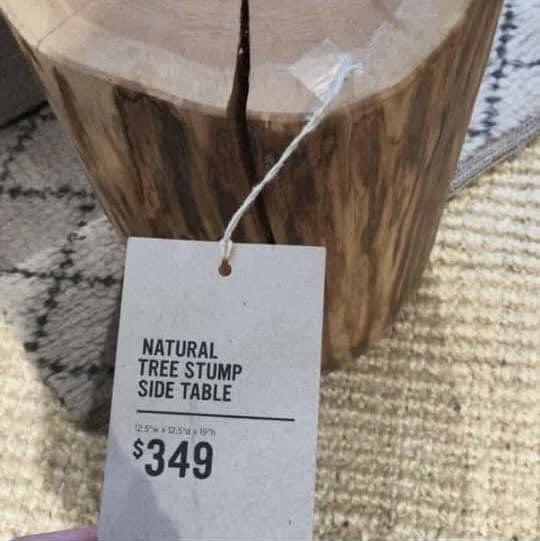 NATURAL
TREE STUMP
SIDE TABLE
12.5"w x 12.5"d x 19"h
$349